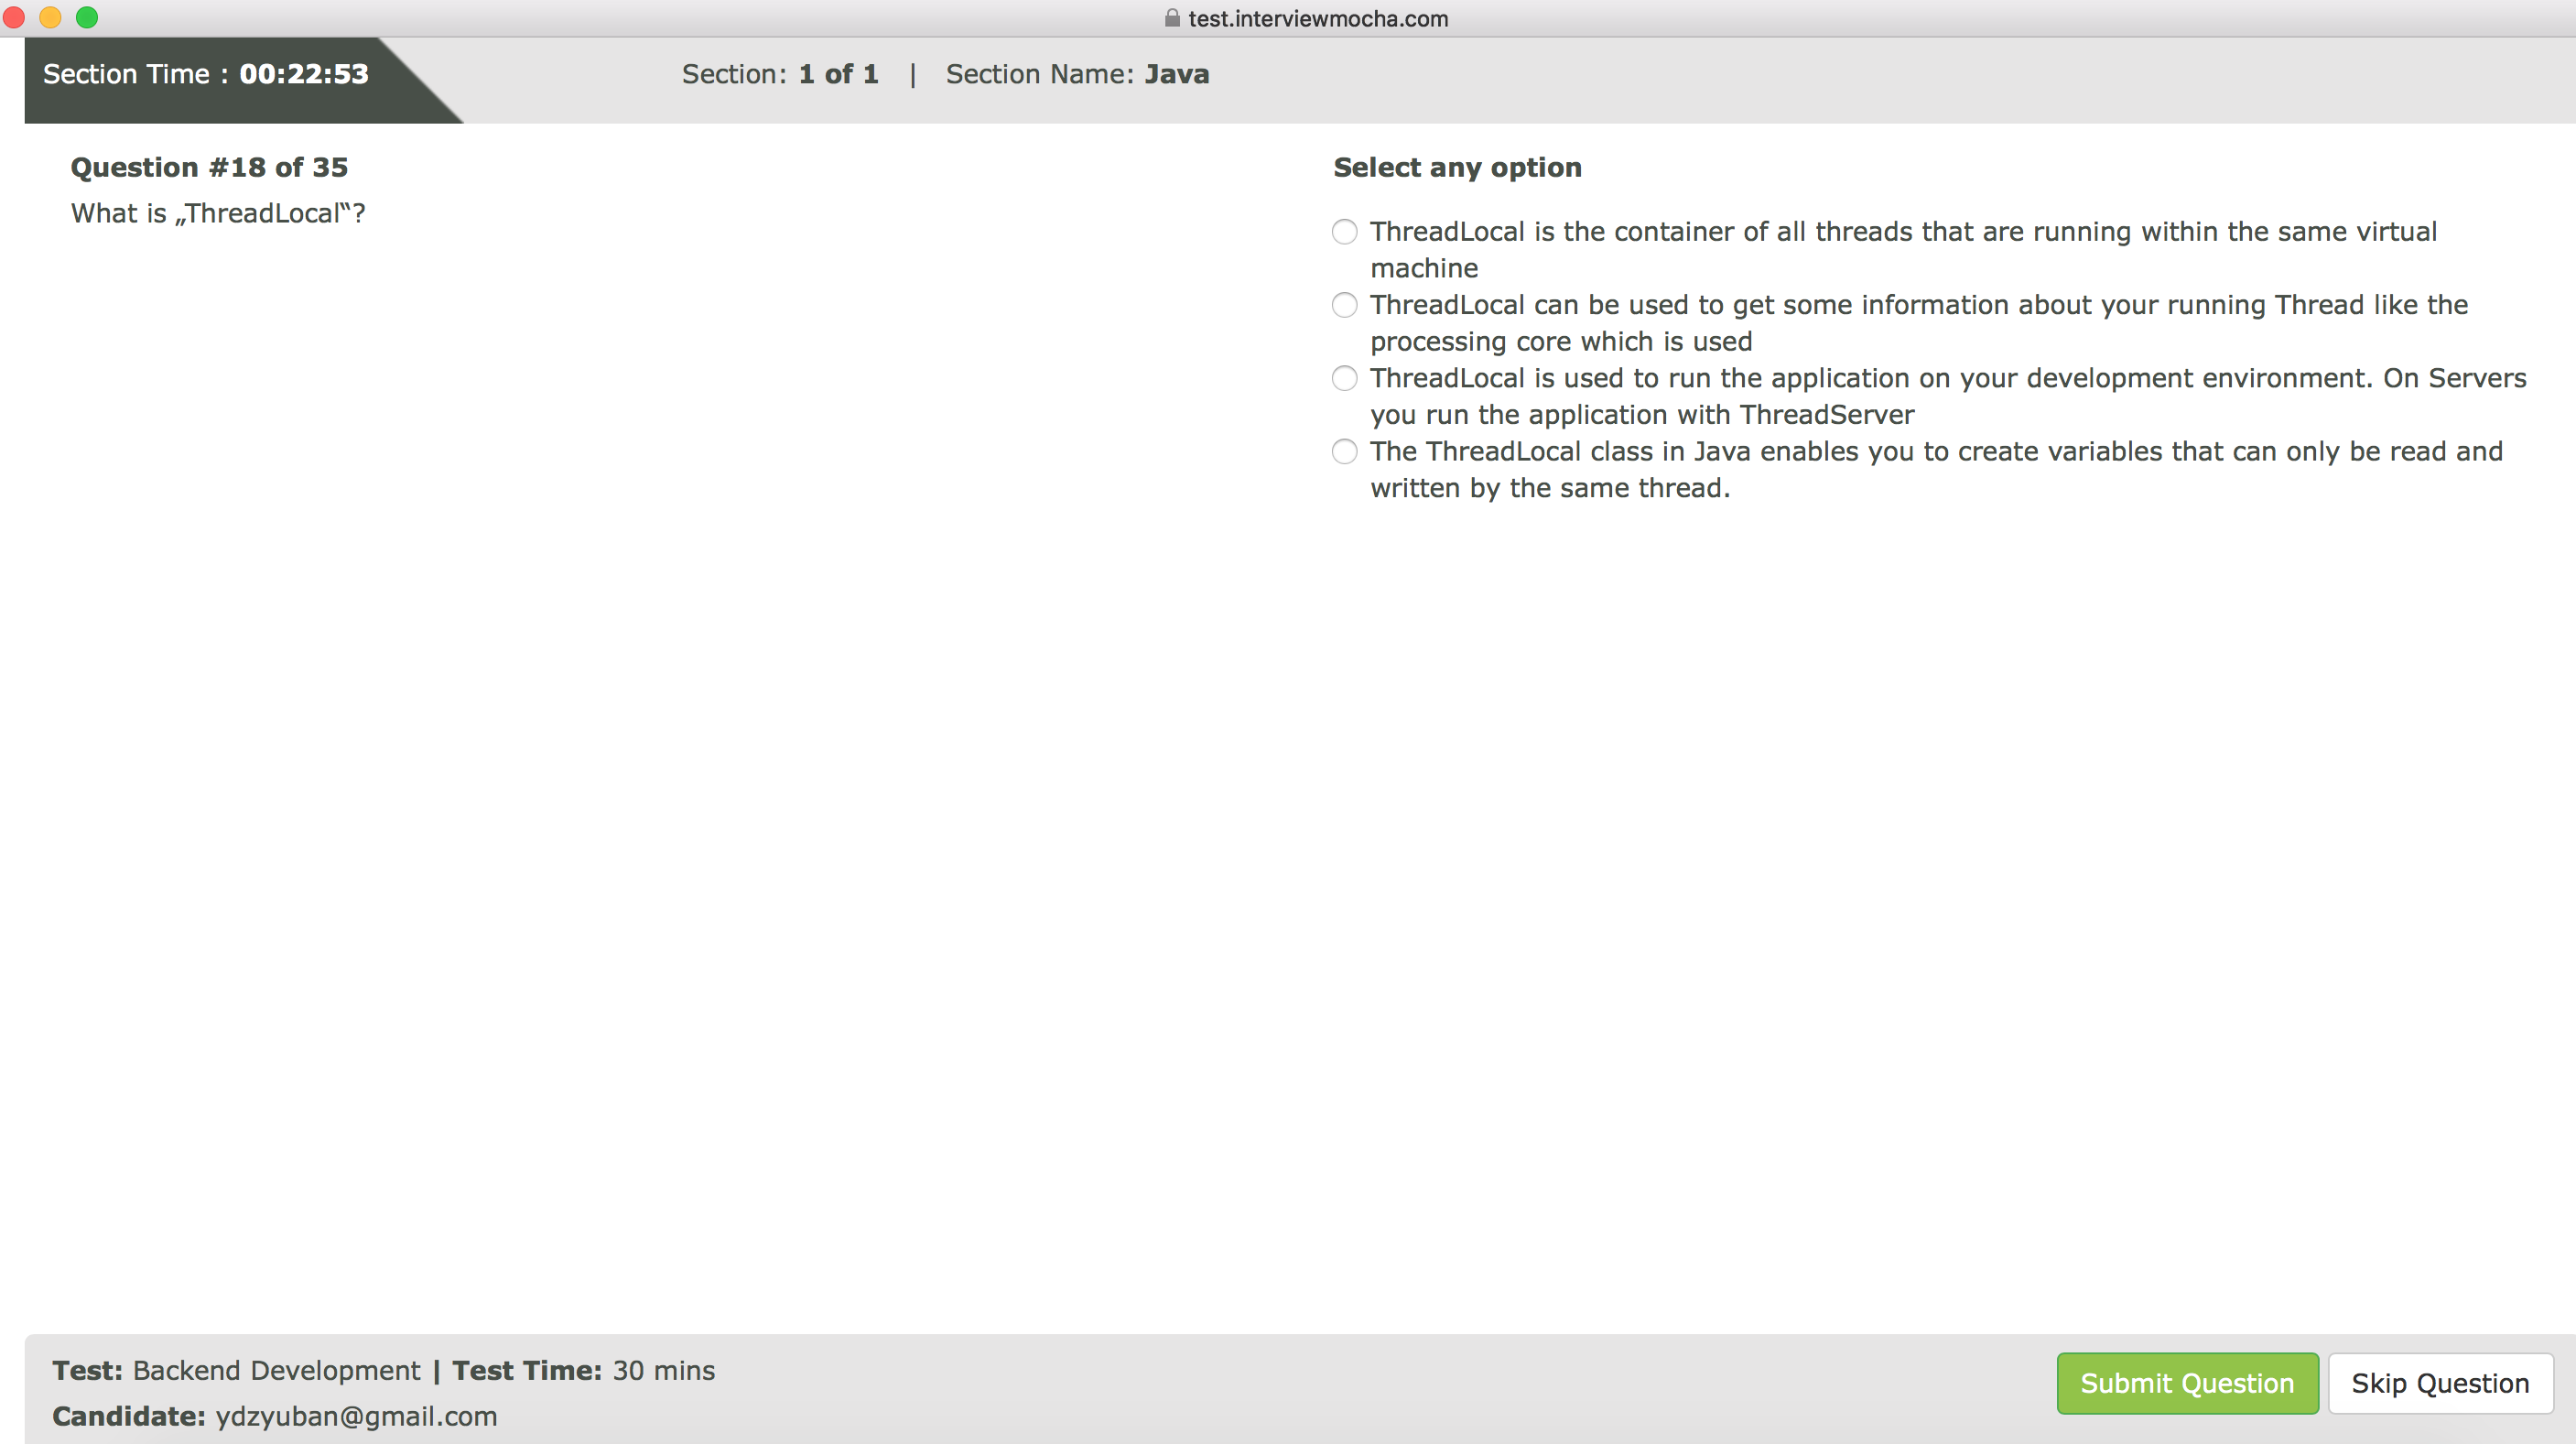 test.interviewmocha.com
Section Time : 00:22:53
Section: 1 of 1 | Section Name: Java
Question #18 of 35
What is „ThreadLocal‟?
Select any option
ThreadLocal is the container of all threads that are running within the same virtual
machine
ThreadLocal can be used to get some information about your running Thread like the
processing core which is used
ThreadLocal is used to run the application on your development environment. On Servers
you run the application with ThreadServer
The ThreadLocal class in Java enables you to create variables that can only be read and
written by the same thread.
Test: Backend Development | Test Time: 30 mins
Candidate: ydzyuban@gmail.com
Submit Question
Skip Question